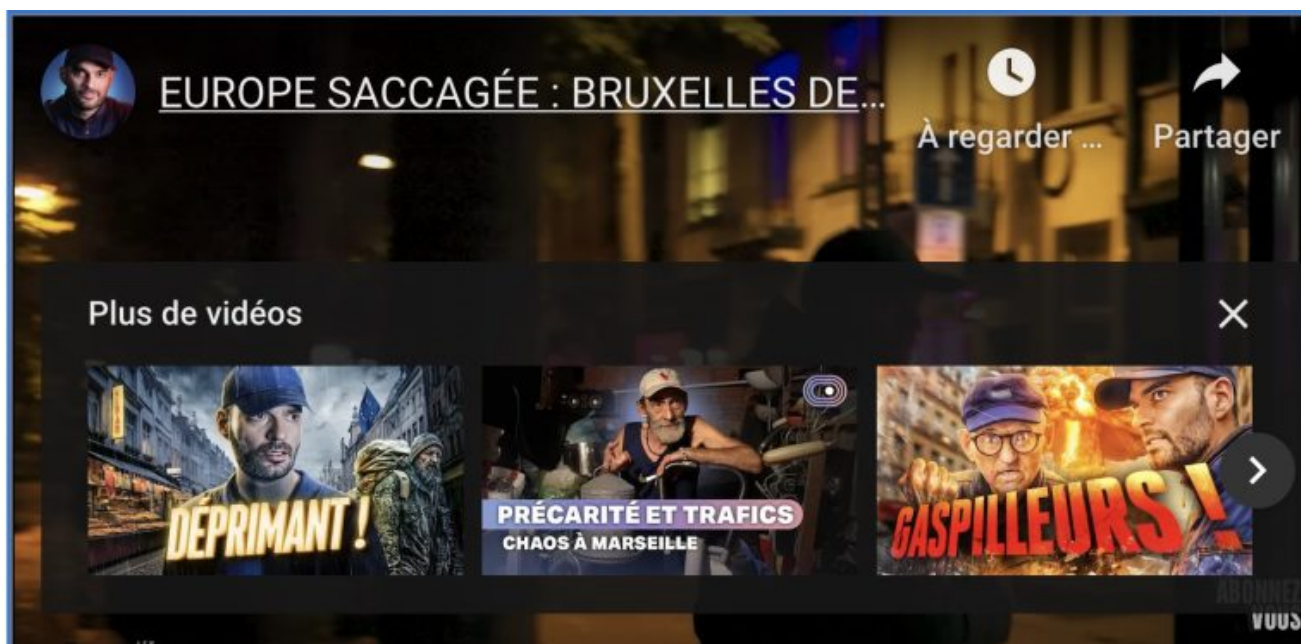 EUROPE SACCAGÉE : BRUXELLES DE...
À regarder ...
Partager
Plus de vidéos
DÉPRIMANT !
PRÉCARITÉ ET TRAFICS
CHAOS À MARSEILLE
GASPILLEURS !
ABONNEZ
VOUS